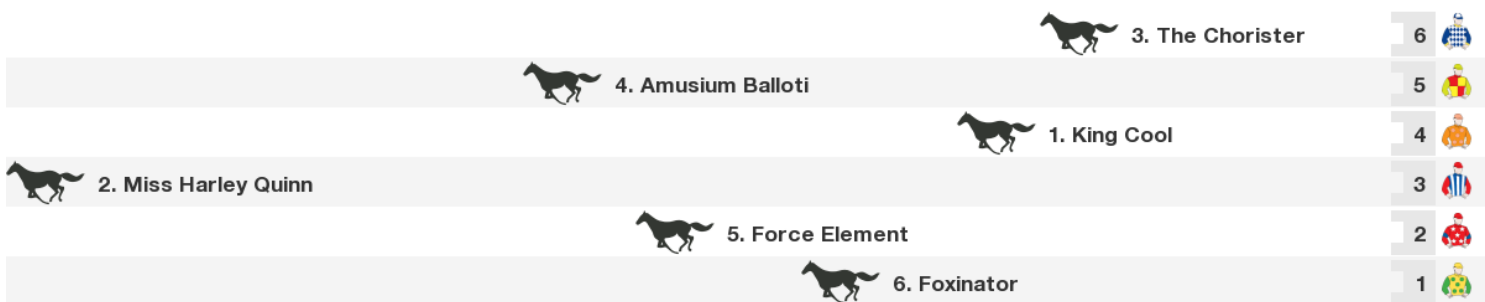 3. The Chorister 6
4. Amusium Balloti 5
1. King Cool 4
2. Miss Harley Quinn 3
5. Force Element 2
6. Foxinator 1